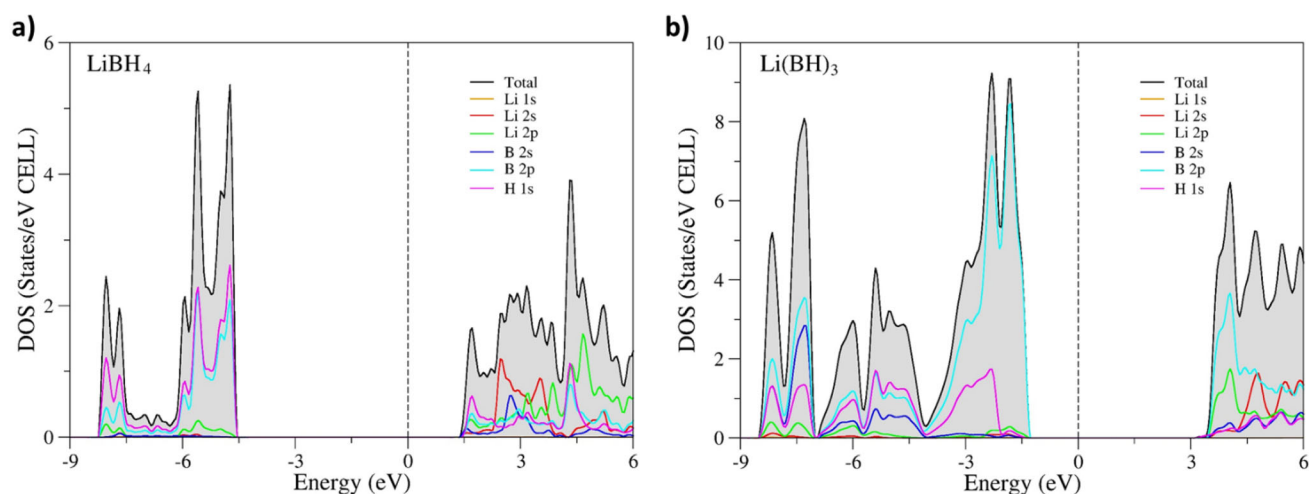 a)
LiBH4
Total
Li 1s
Li 2s
Li 2p
B 2s
B 2p
H 1s
DOS (States/eV CELL)
6
4
2
0
-9 -6 -3 0 3 6
Energy (eV)
b)
Li(BH)3
Total
Li 1s
Li 2s
Li 2p
B 2s
B 2p
H 1s
DOS (States/eV CELL)
10
8
6
4
2
0
-9 -6 -3 0 3 6
Energy (eV)